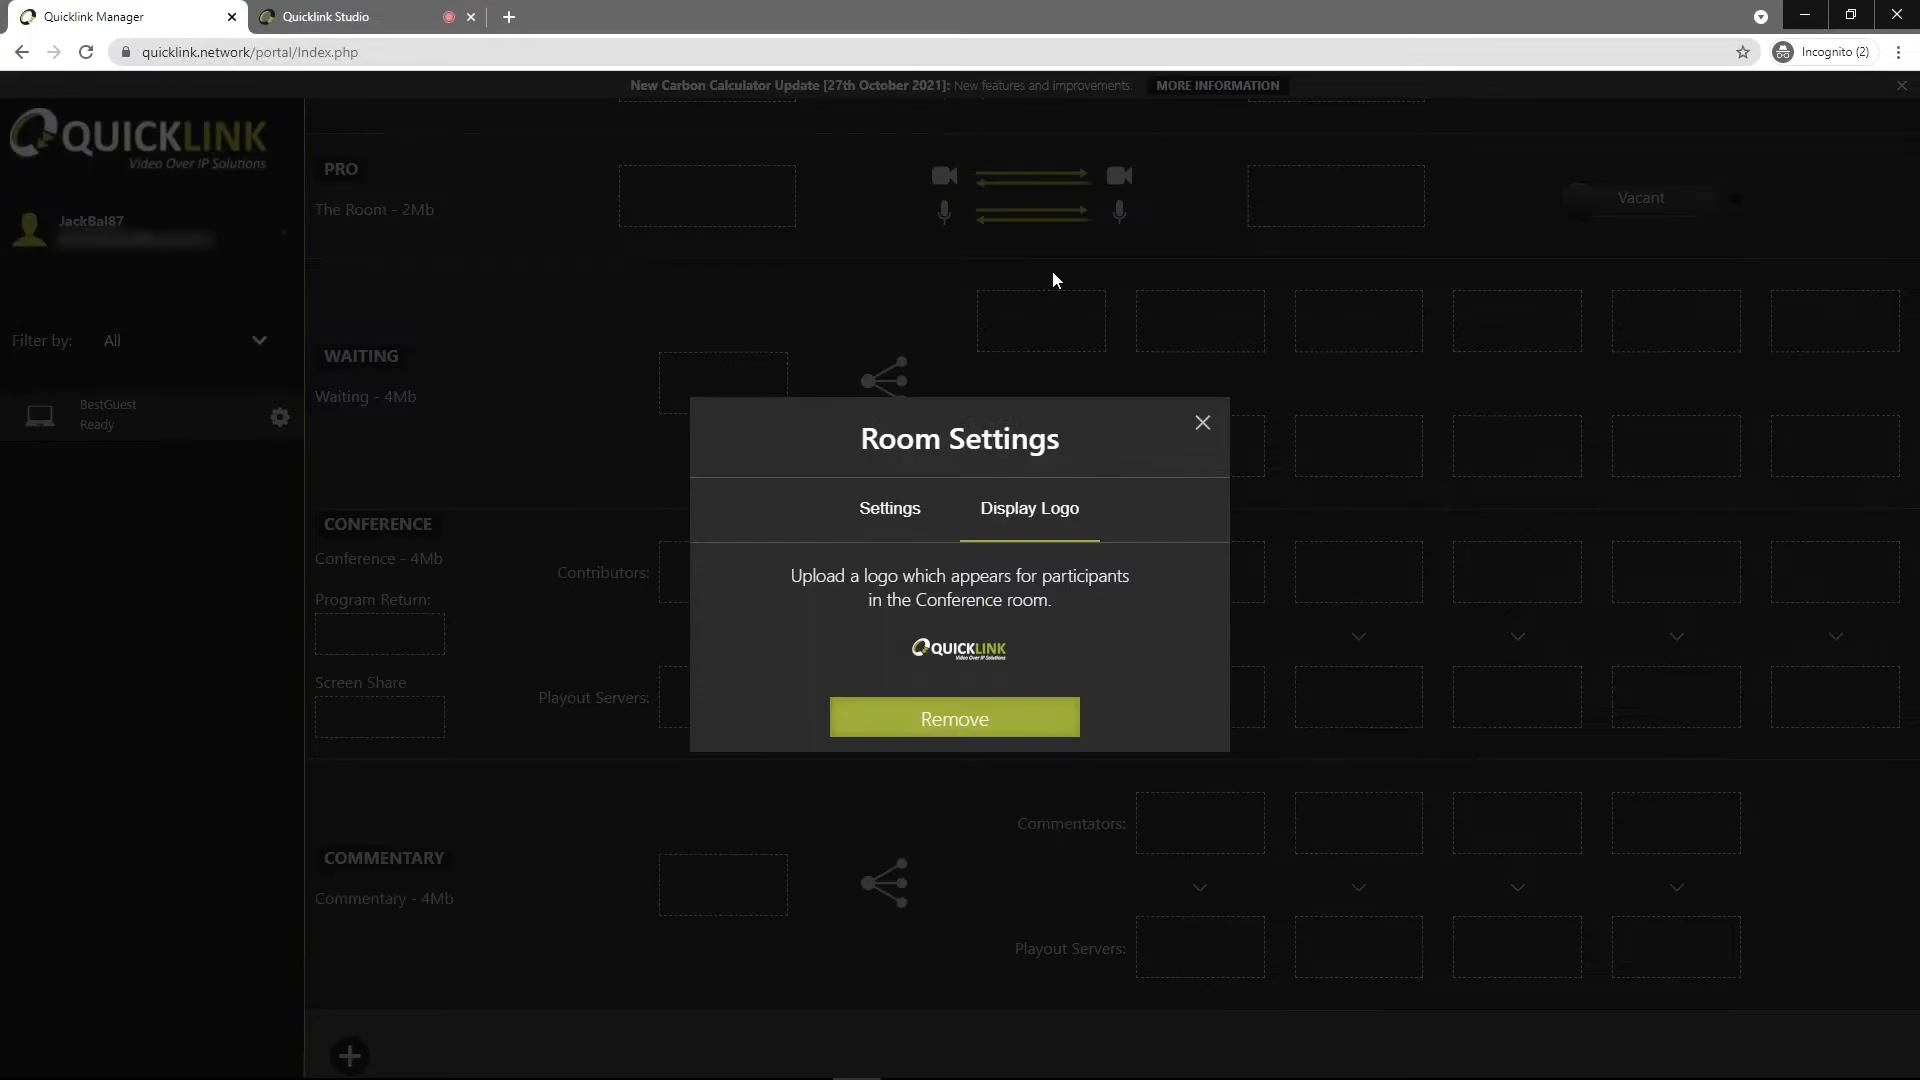 Quicklink Manager
Quicklink Studio
quicklink.network/portal/Index.php
Incognito (2)
New Carbon Calculator Update [27th October 2021]: New features and improvements. MORE INFORMATION
QUICKLINK
Video Over IP Solutions
JackBal87
Filter by: All
BestGuest
Ready
PRO
The Room - 2Mb
Vacant
WAITING
Waiting - 4Mb
CONFERENCE
Conference - 4Mb
Contributors:
Program Return:
Screen Share
Playout Servers:
Room Settings
Settings
Display Logo
Upload a logo which appears for participants
in the Conference room.
QUICKLINK
Video Over IP Solutions
Remove
COMMENTARY
Commentary - 4Mb
Commentators:
Playout Servers: